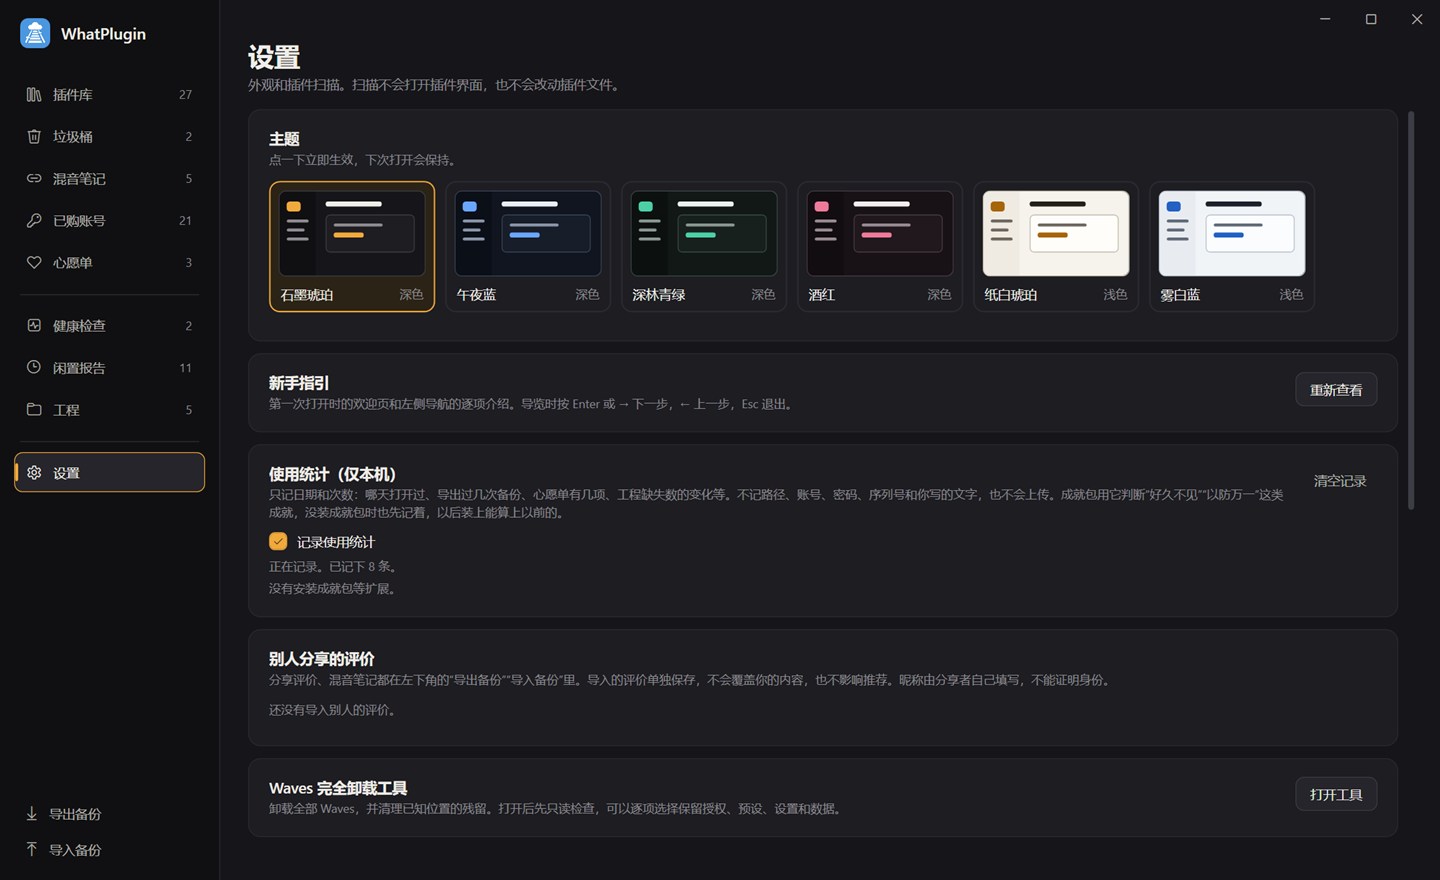 WhatPlugin
插件库 27
垃圾桶 2
混音笔记 5
已购账号 21
心愿单 3
健康检查 2
闲置报告 11
工程 5
设置
导出备份
导入备份
设置
外观和插件扫描。扫描不会打开插件界面，也不会改动插件文件。
主题
点一下立即生效，下次打开会保持。
石墨琥珀 深色
午夜蓝 深色
深林青绿 深色
酒红 深色
纸白琥珀 浅色
雾白蓝 浅色
新手指引
第一次打开时的欢迎页和左侧导航的逐项介绍。导览时按 Enter 或 → 下一步，← 上一步，Esc 退出。
重新查看
使用统计（仅本机）
只记日期和次数：哪天打开过、导出过几次备份、心愿单有几项、工程缺失数的变化等。不记路径、账号、密码、序列号和你写的文字，也不会上传。成就包用它判断“好久不见”“以防万一”这类
成就，没装成就包时也先记着，以后装上能算上以前的。
清空记录
记录使用统计
正在记录。已记下 8 条。
没有安装成就包等扩展。
别人分享的评价
分享评价、混音笔记都在左下角的“导出备份”“导入备份”里。导入的评价单独保存，不会覆盖你的内容，也不影响推荐。昵称由分享者自己填写，不能证明身份。
还没有导入别人的评价。
Waves 完全卸载工具
卸载全部 Waves，并清理已知位置的残留。打开后先只读检查，可以逐项选择保留授权、预设、设置和数据。
打开工具